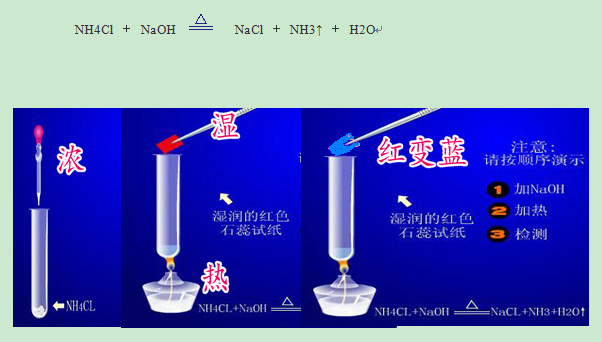 NH4Cl + NaOH △ NaCl + NH3↑ + H2O
浓
NH4CL
湿
湿润的红色
石蕊试纸
热
NH4CL+NaOH △
红变蓝
湿润的红色
石蕊试纸
注意:
请按顺序演示
1 加NaOH
2 加热
3 检测
NH4CL+NaOH △ NaCL+NH3+H2O↑